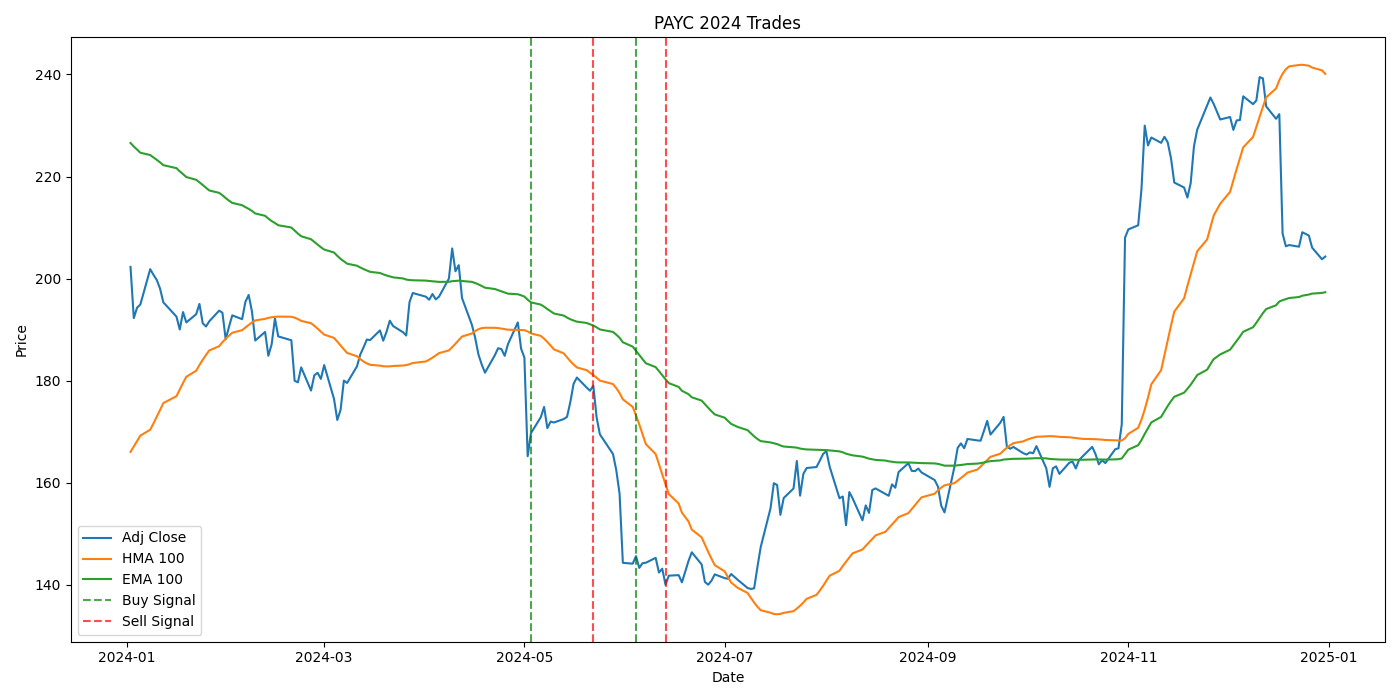 PAYC 2024 Trades
Price
240
220
200
180
160
140
Adj Close
HMA 100
EMA 100
Buy Signal
Sell Signal
2024-01
2024-03
2024-05
2024-07
2024-09
2024-11
2025-01
Date